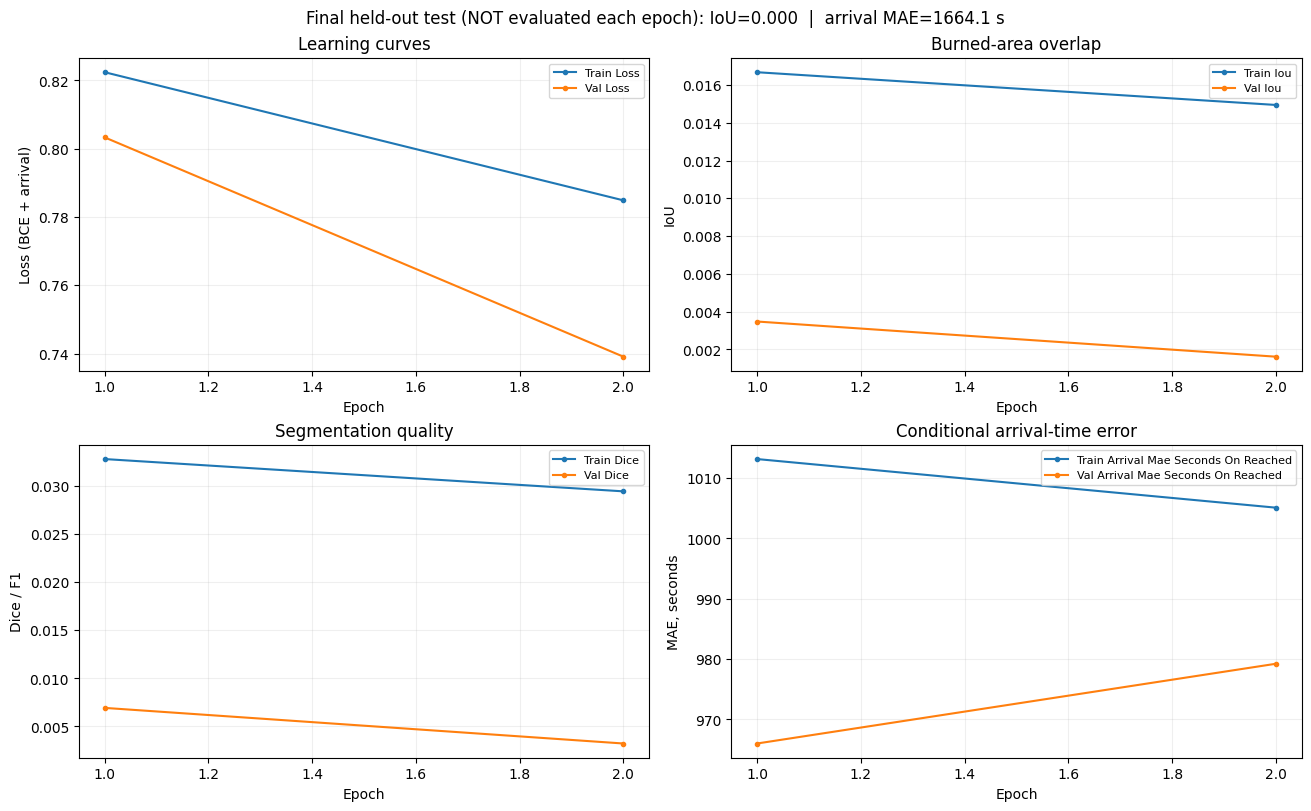 Final held-out test (NOT evaluated each epoch): IoU=0.000 | arrival MAE=1664.1 s
Learning curves
Train Loss
Val Loss
Loss (BCE + arrival)
0.82
0.80
0.78
0.76
0.74
1.0 1.2 1.4 1.6 1.8 2.0
Epoch
Burned-area overlap
Train Iou
Val Iou
IoU
0.016
0.014
0.012
0.010
0.008
0.006
0.004
0.002
1.0 1.2 1.4 1.6 1.8 2.0
Epoch
Segmentation quality
Train Dice
Val Dice
Dice / F1
0.030
0.025
0.020
0.015
0.010
0.005
1.0 1.2 1.4 1.6 1.8 2.0
Epoch
Conditional arrival-time error
Train Arrival Mae Seconds On Reached
Val Arrival Mae Seconds On Reached
MAE, seconds
1010
1000
990
980
970
1.0 1.2 1.4 1.6 1.8 2.0
Epoch